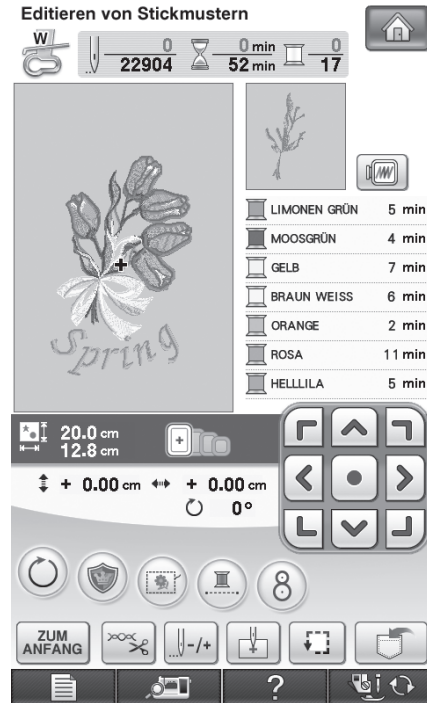 Editieren von Stickmustern
W
0 0 min 0
22904 52 min 17
LIMONEN GRÜN 5 min
MOOSGRÜN 4 min
GELB 7 min
BRAUN WEISS 6 min
ORANGE 2 min
ROSA 11 min
HELLLILA 5 min
Spring
20.0 cm
12.8 cm
+ 0.00 cm + 0.00 cm
0°
8
ZUM
ANFANG
-/+
?